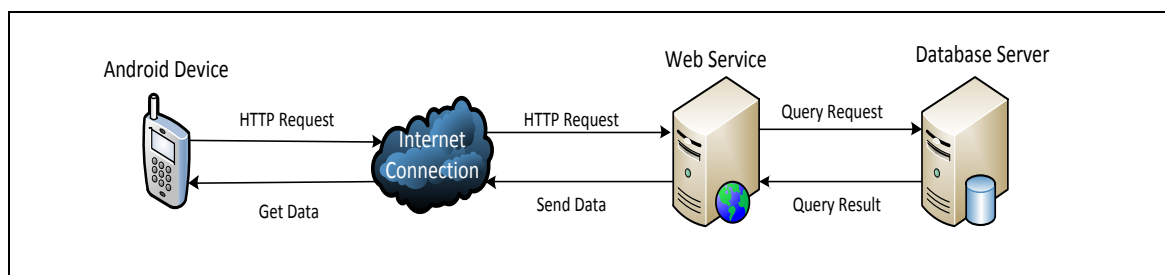 Android Device
Web Service
Database Server
HTTP Request
HTTP Request
Query Request
Internet
Connection
Get Data
Send Data
Query Result